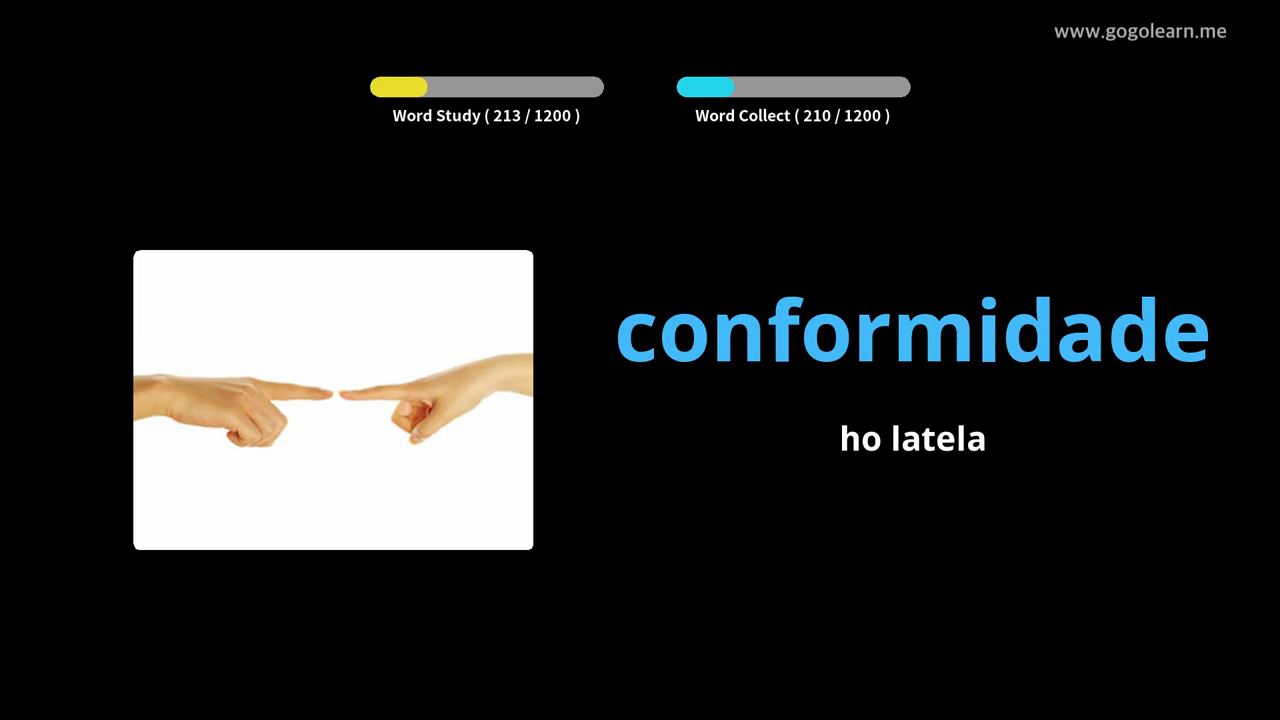 www.gogolearn.me
Word Study ( 213 / 1200 )
Word Collect ( 210 / 1200 )
conformidade
ho latela